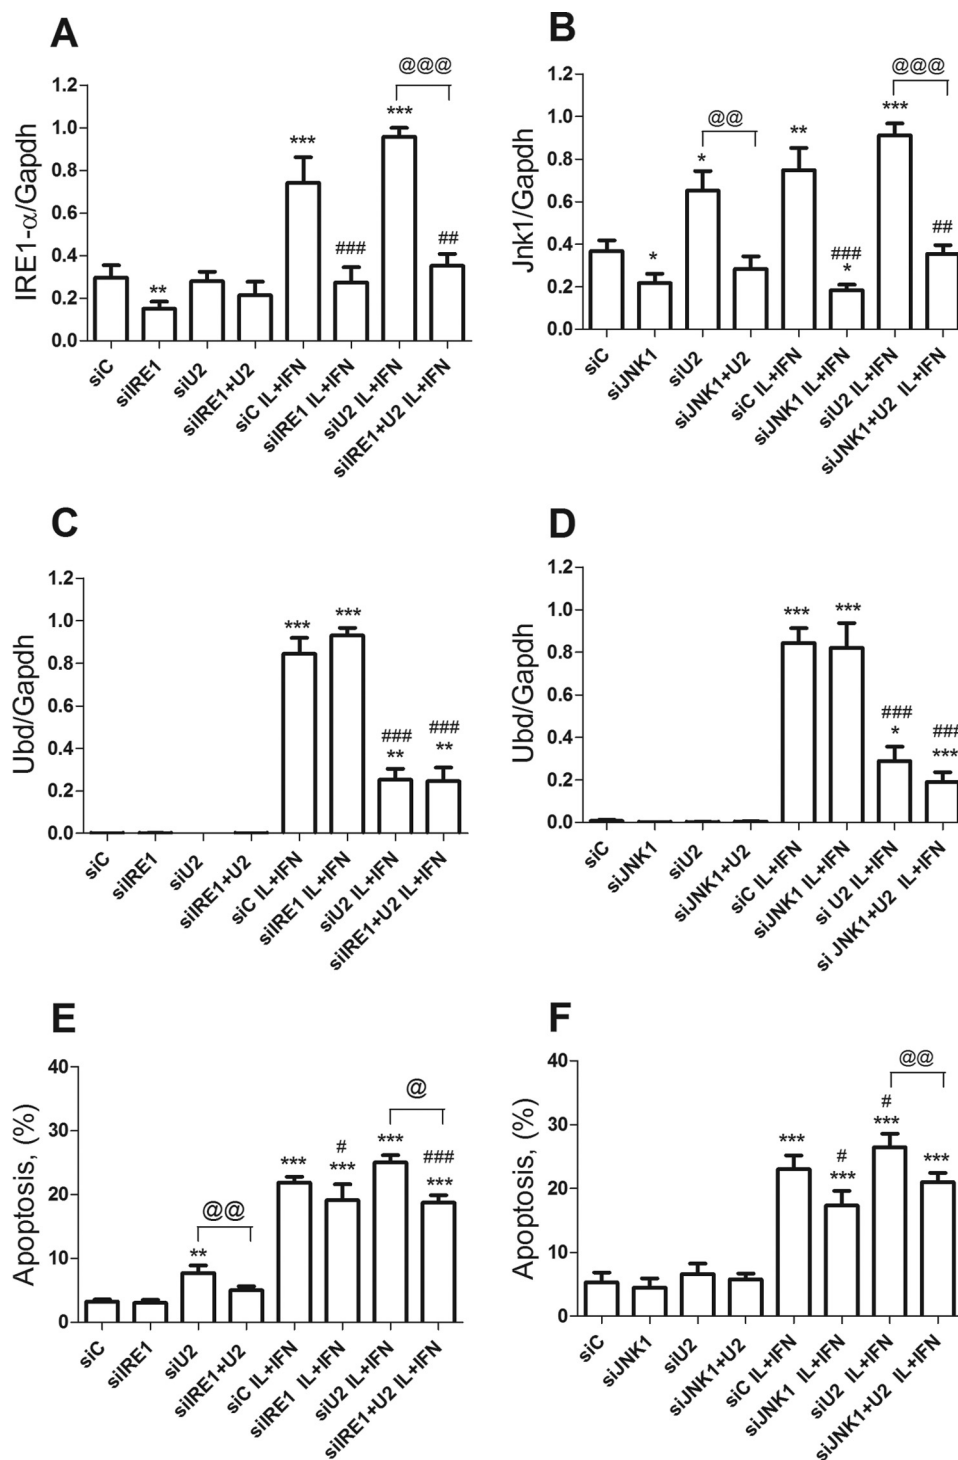 A
@@@
1.2
1.0
0.8
0.6
0.4
0.2
0.0
IRE1-α/Gapdh
***
***
**
###
##
siC
siIRE1
siU2
siIRE1+U2
siC IL+IFN
siIRE1 IL+IFN
siU2 IL+IFN
siIRE1+U2 IL+IFN
B
@@@
@@
1.2
1.0
0.8
0.6
0.4
0.2
0.0
Jnk1/Gapdh
*
*
**
###
*
***
##
siC
siJNK1
siU2
siJNK1+U2
siC IL+IFN
siJNK1 IL+IFN
siU2 IL+IFN
siJNK1+U2 IL+IFN
C
1.2
1.0
0.8
0.6
0.4
0.2
0.0
Ubd/Gapdh
***
***
###
**
###
**
siC
siIRE1
siU2
siIRE1+U2
siC IL+IFN
siIRE1 IL+IFN
siU2 IL+IFN
siIRE1+U2 IL+IFN
D
1.2
1.0
0.8
0.6
0.4
0.2
0.0
Ubd/Gapdh
***
***
###
*
###
***
siC
siJNK1
siU2
siJNK1+U2
siC IL+IFN
siJNK1 IL+IFN
si U2 IL+IFN
si JNK1+U2 IL+IFN
E
40
30
20
10
0
Apoptosis, (%)
@@
**
***
#
***
@
***
###
***
siC
siIRE1
siU2
siIRE1+U2
siC IL+IFN
siIRE1 IL+IFN
siU2 IL+IFN
siIRE1+U2 IL+IFN
F
40
30
20
10
0
Apoptosis, (%)
@@
***
#
***
#
***
***
siC
siJNK1
siU2
siJNK1+U2
siC IL+IFN
siJNK1 IL+IFN
siU2 IL+IFN
siJNK1+U2 IL+IFN